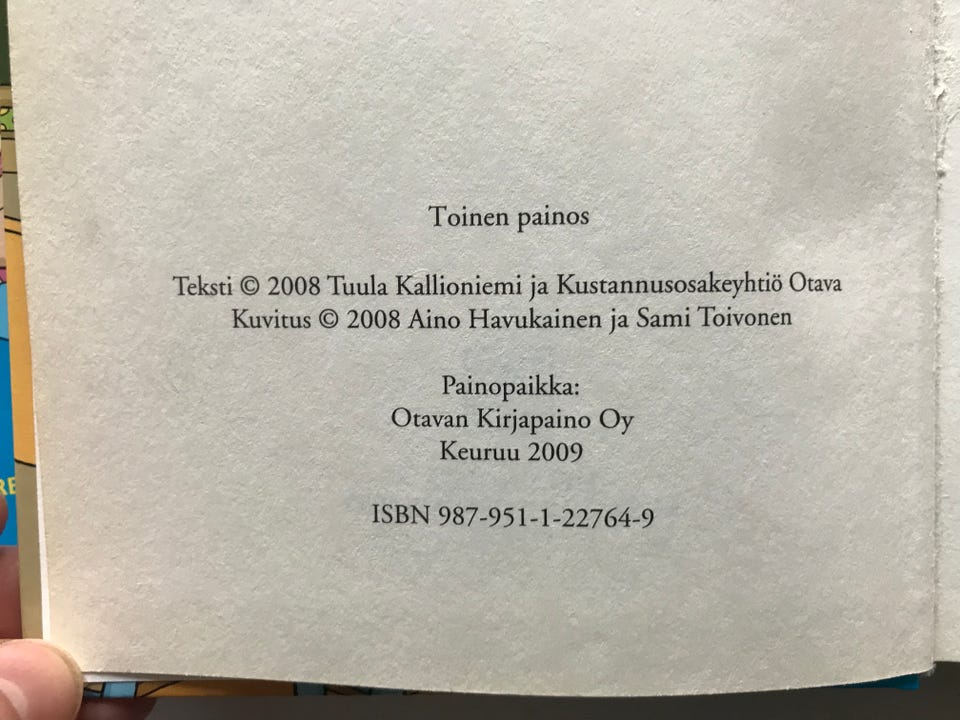 Toinen painos
Teksti © 2008 Tuula Kallioniemi ja Kustannusosakeyhtiö Otava
Kuvitus © 2008 Aino Havukainen ja Sami Toivonen
Painopaikka:
Otavan Kirjapaino Oy
Keuruu 2009
ISBN 987-951-1-22764-9
RE